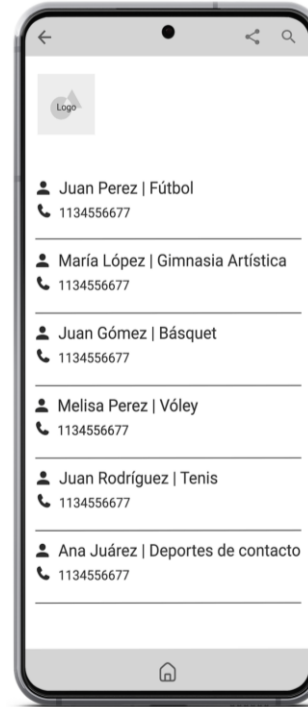 Logo
Juan Perez | Fútbol
1134556677
María López | Gimnasia Artística
1134556677
Juan Gómez | Básquet
1134556677
Melisa Perez | Vóley
1134556677
Juan Rodríguez | Tenis
1134556677
Ana Juárez | Deportes de contacto
1134556677